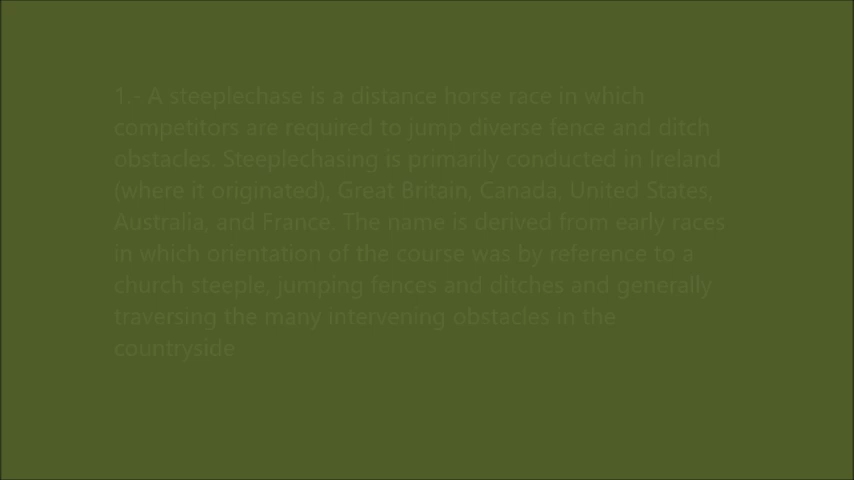 1.- A steeplechase is a distance horse race in which
competitors are required to jump diverse fence and ditch
obstacles. Steeplechasing is primarily conducted in Ireland
(where it originated), Great Britain, Canada, United States,
Australia, and France. The name is derived from early races
in which orientation of the course was by reference to a
church steeple, jumping fences and ditches and generally
traversing the many intervening obstacles in the
countryside